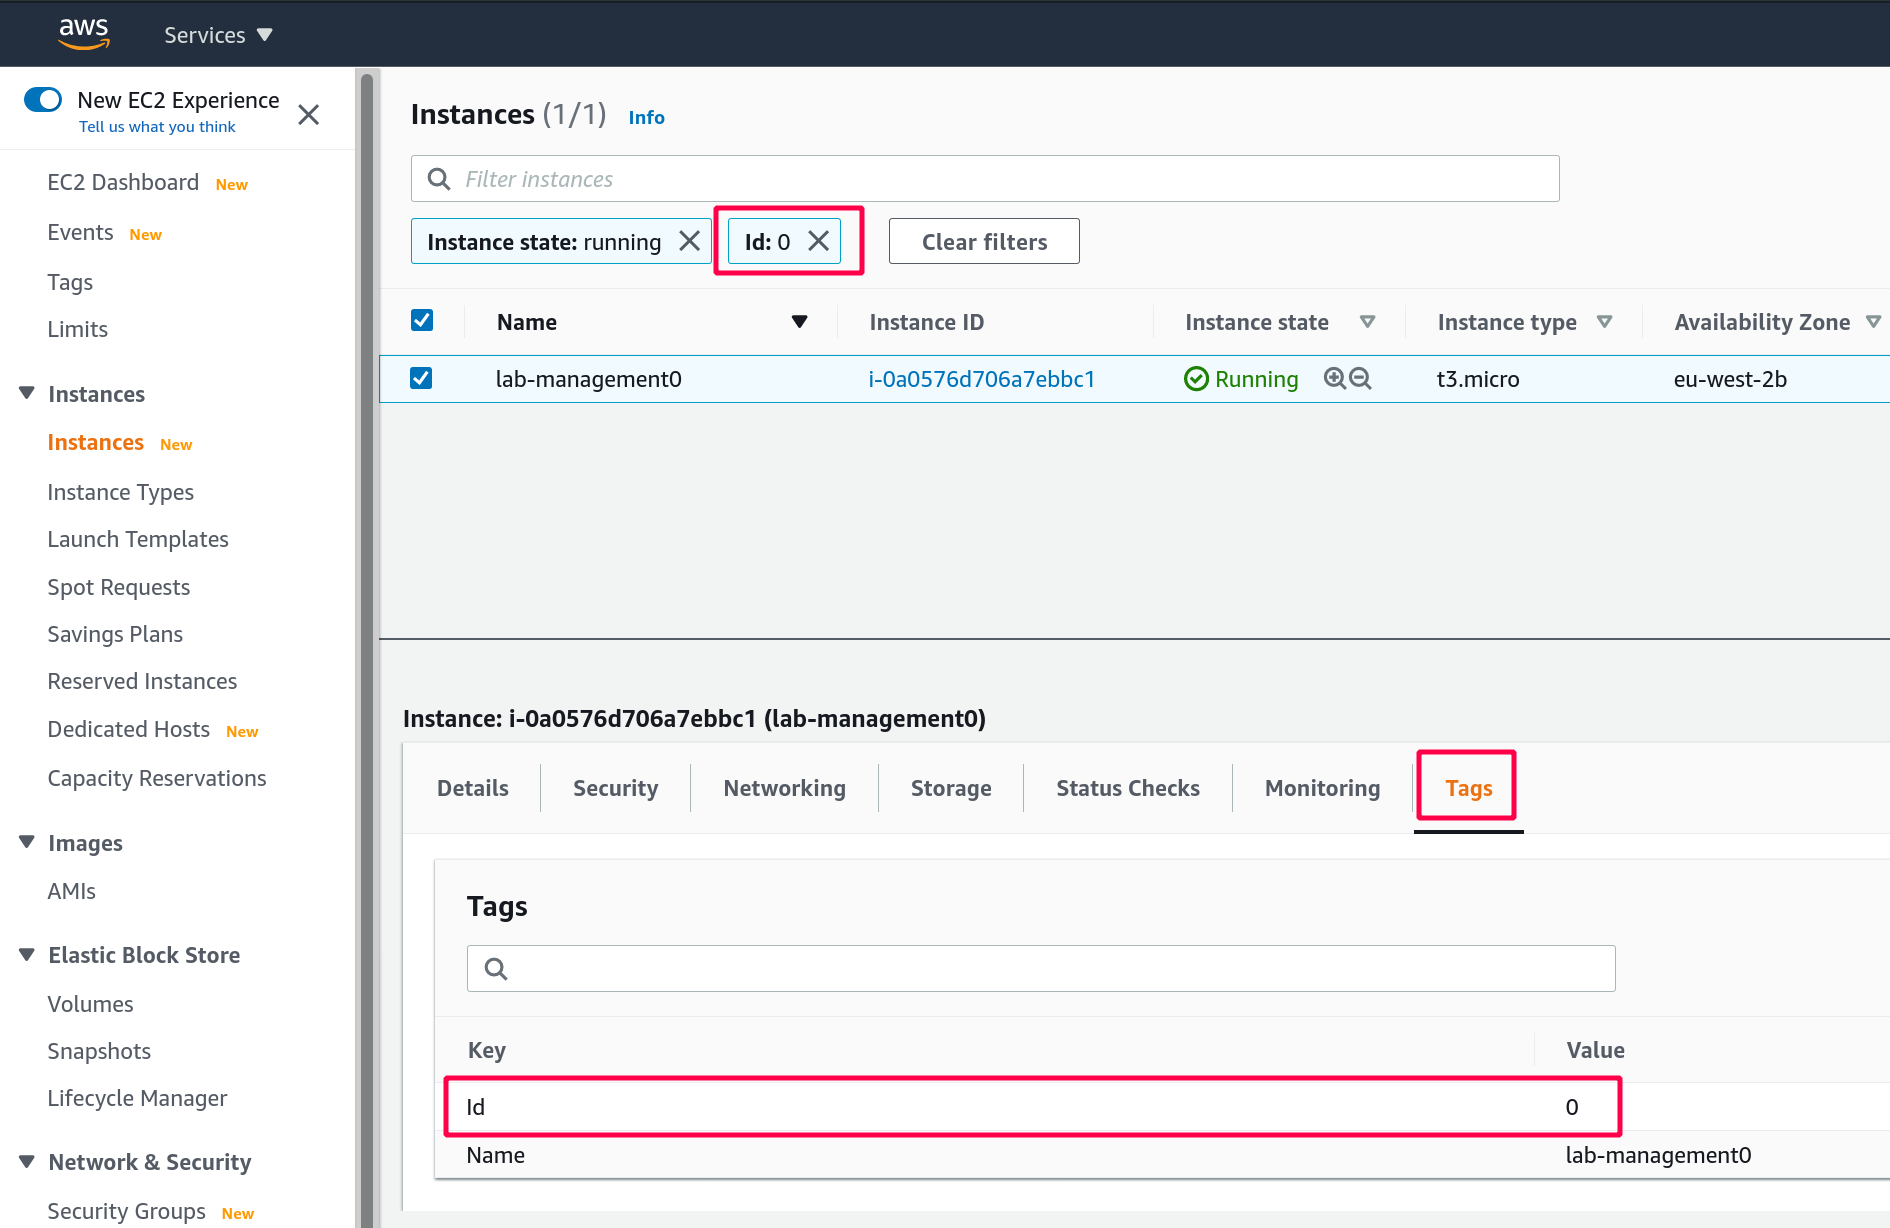 aws Services
New EC2 Experience
Tell us what you think
EC2 Dashboard New
Events New
Tags
Limits
Instances
Instances New
Instance Types
Launch Templates
Spot Requests
Savings Plans
Reserved Instances
Dedicated Hosts New
Capacity Reservations
Images
AMIs
Elastic Block Store
Volumes
Snapshots
Lifecycle Manager
Network & Security
Security Groups New
Instances (1/1) Info
Filter instances
Instance state: running Id: 0 Clear filters
Name Instance ID Instance state Instance type Availability Zone
lab-management0 i-0a0576d706a7ebbc1 Running t3.micro eu-west-2b
Instance: i-0a0576d706a7ebbc1 (lab-management0)
Details Security Networking Storage Status Checks Monitoring Tags
Tags
Key Value
Id 0
Name lab-management0